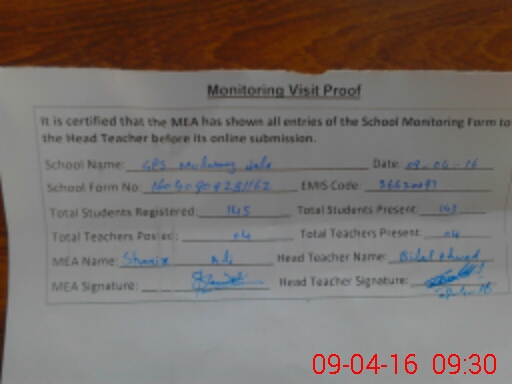 Monitoring Visit Proof
It is certified that the MEA has shown all entries of the School Monitoring Form to
the Head Teacher before its online submission.
School Name: GPS Date: 09-04-16
School Form No: EMIS Code:
Total Students Registered: 145 Total Students Present: 143
Total Teachers Posted: 04 Total Teachers Present: 04
MEA Name: Ali Head Teacher Name: Bilal
MEA Signature: Head Teacher Signature:
09-04-16 09:30